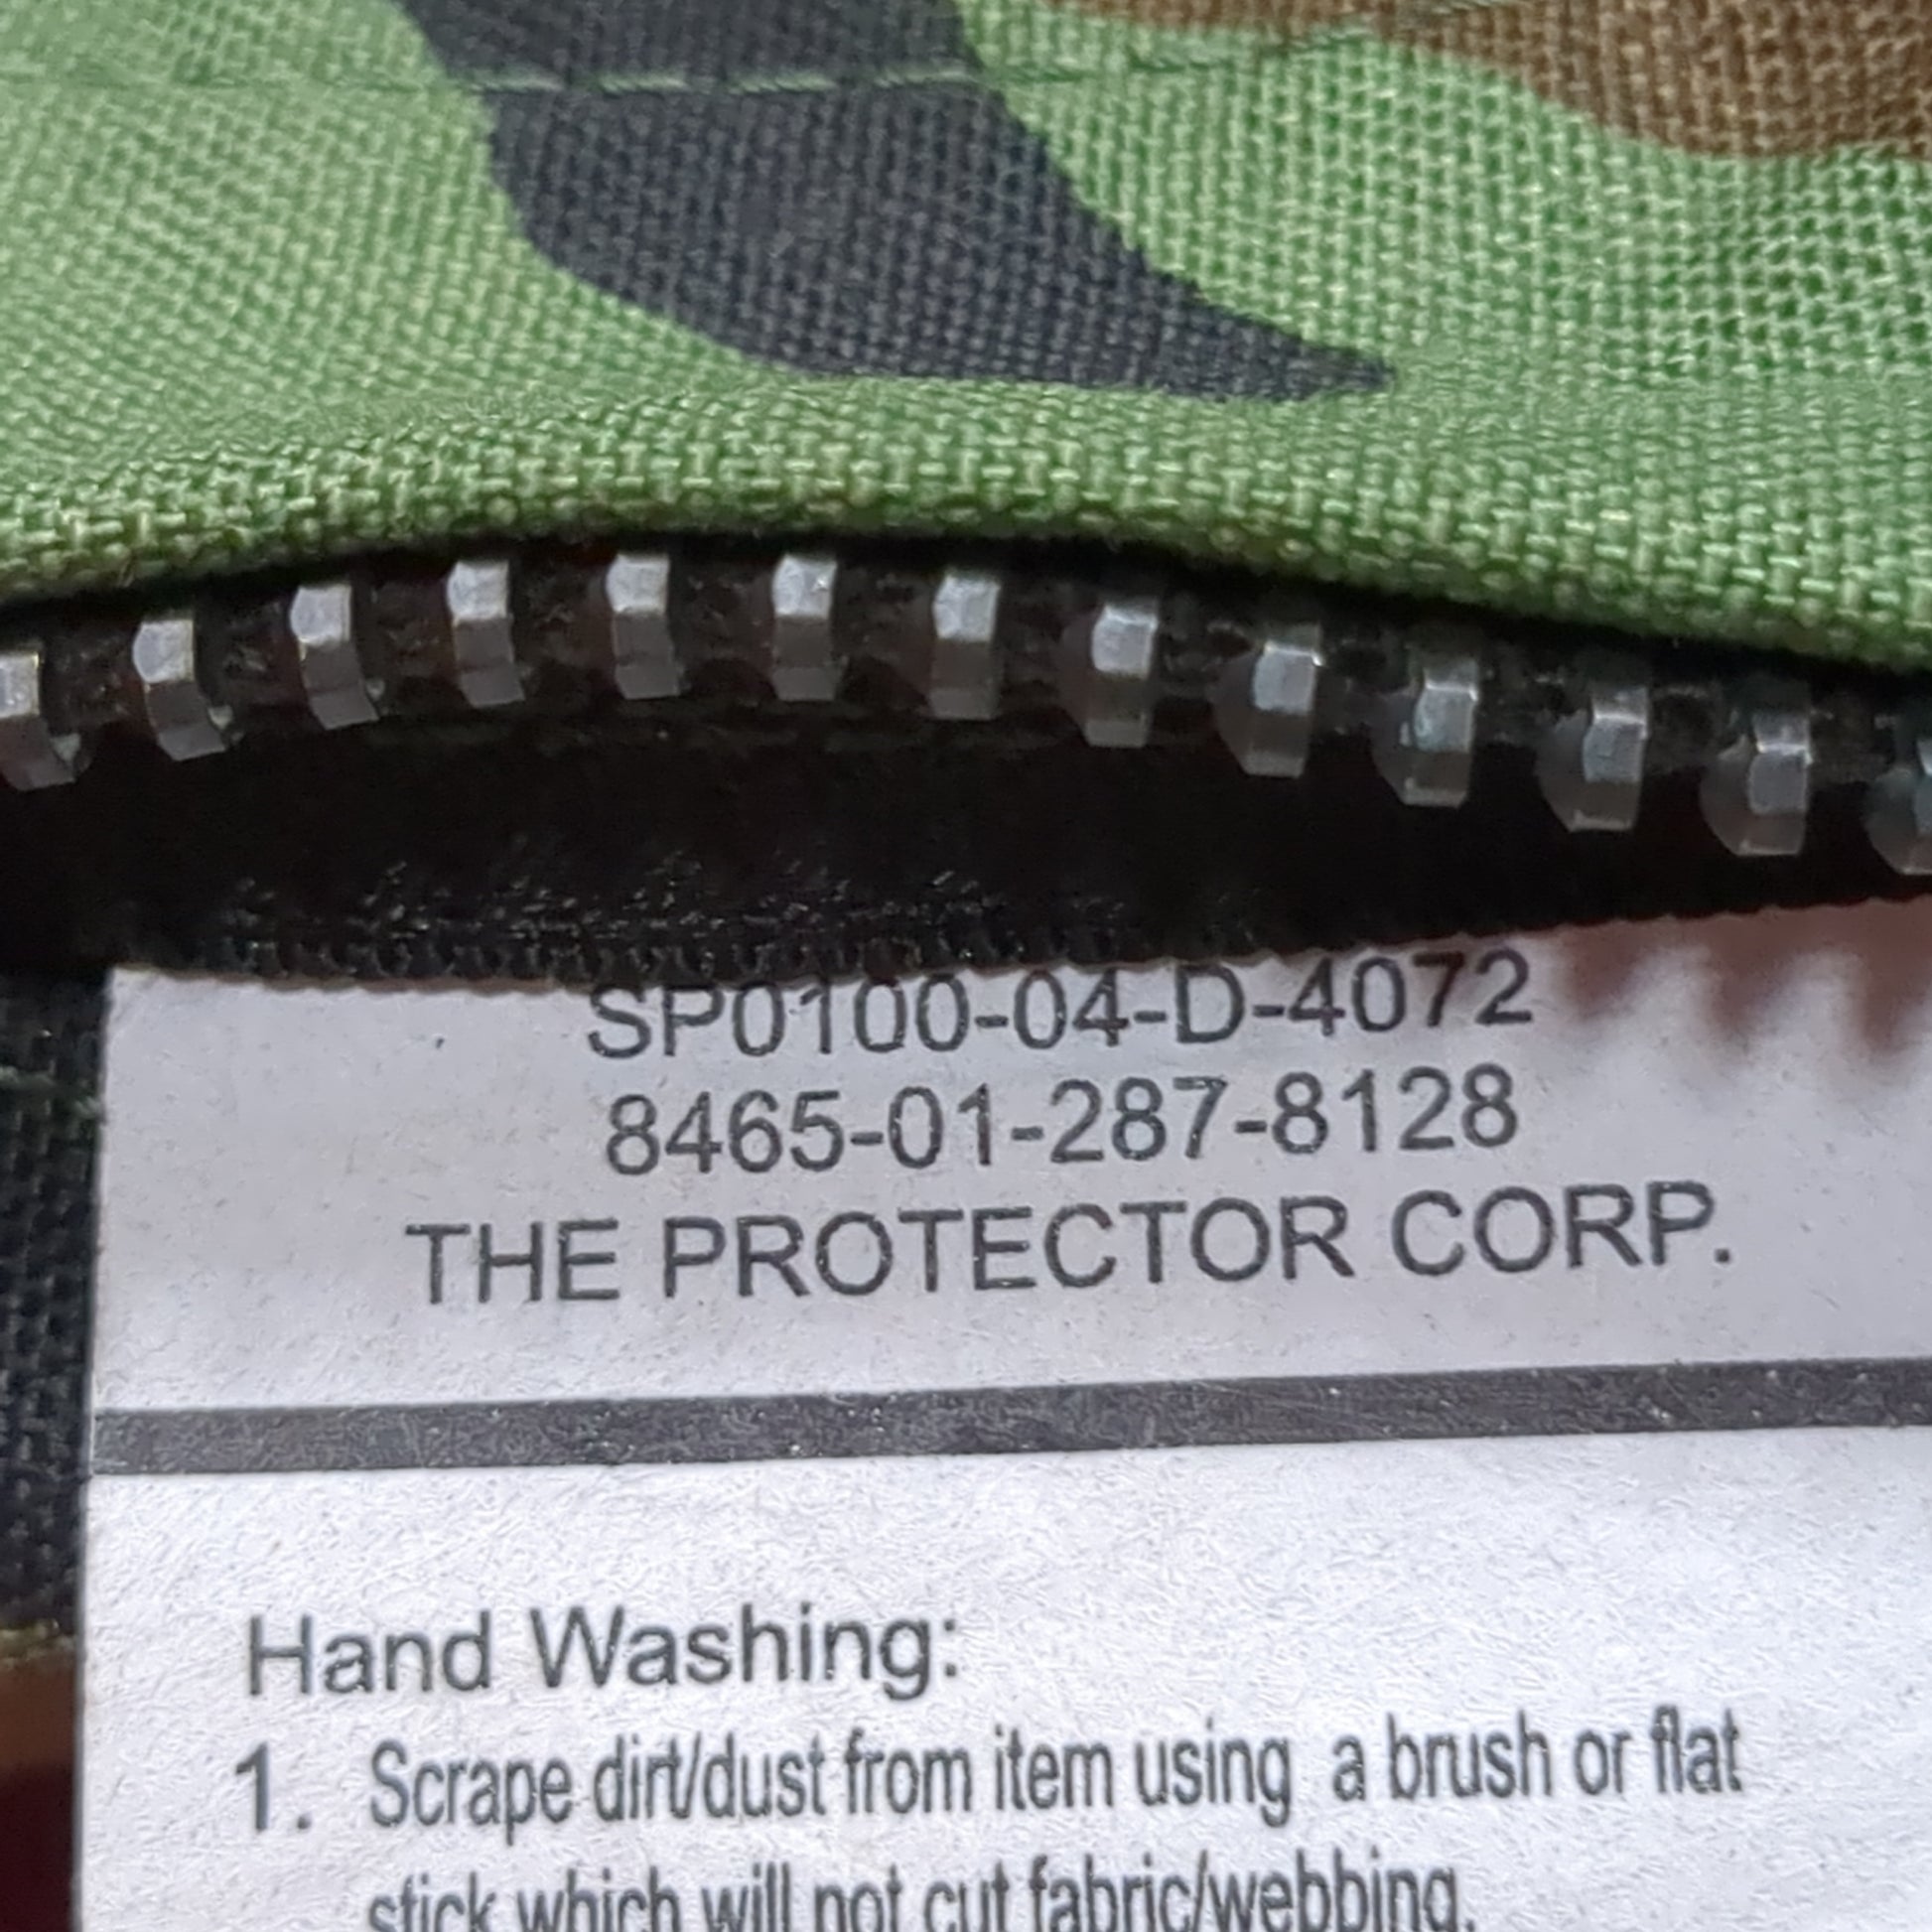 SP0100-04-D-4072
8465-01-287-8128
THE PROTECTOR CORP.
Hand Washing:
1. Scrape dirt/dust from item using a brush or flat
stick which will not cut fabric/webbing.